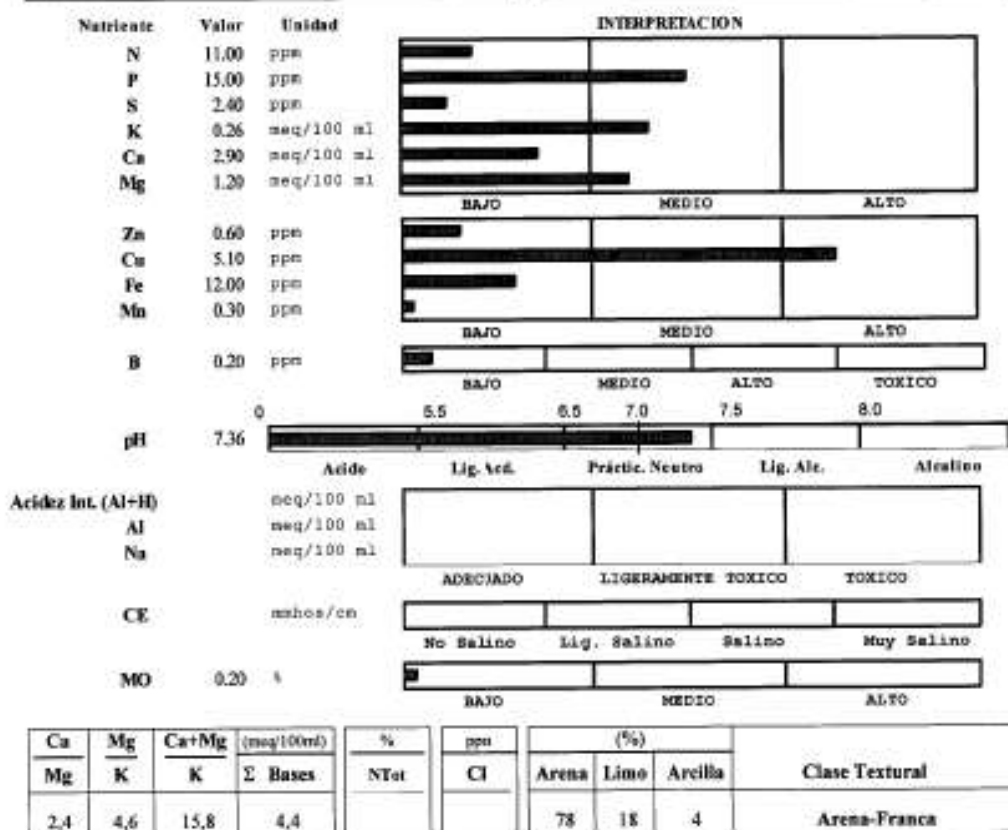 Nutriente Valor Unidad INTERPRETACION
N 11.00 ppm
P 15.00 ppm
S 2.40 ppm
K 0.26 meq/100 ml
Ca 2.90 meq/100 ml
Mg 1.20 meq/100 ml
BAJO MEDIO ALTO
Zn 0.60 ppm
Cu 5.10 ppm
Fe 12.00 ppm
Mn 0.30 ppm
BAJO MEDIO ALTO
B 0.20 ppm
BAJO MEDIO ALTO TOXICO
0 5.5 6.5 7.0 7.5 8.0
pH 7.36
Acido Lig. Acd. Práctic. Neutro Lig. Alc. Alcalino
Acidez Int. (Al+H) meq/100 ml
Al meq/100 ml
Na meq/100 ml
ADECUADO LIGERAMENTE TOXICO TOXICO
CE mmhos/cm
No Salino Lig. Salino Salino Muy Salino
MO 0.20 %
BAJO MEDIO ALTO
Ca Mg Ca+Mg (meq/100ml) % ppm (%)
Mg K K Σ Bases NTot Cl Arena Limo Arcilla Clase Textural
2,4 4,6 15,8 4,4 78 18 4 Arena-Franca